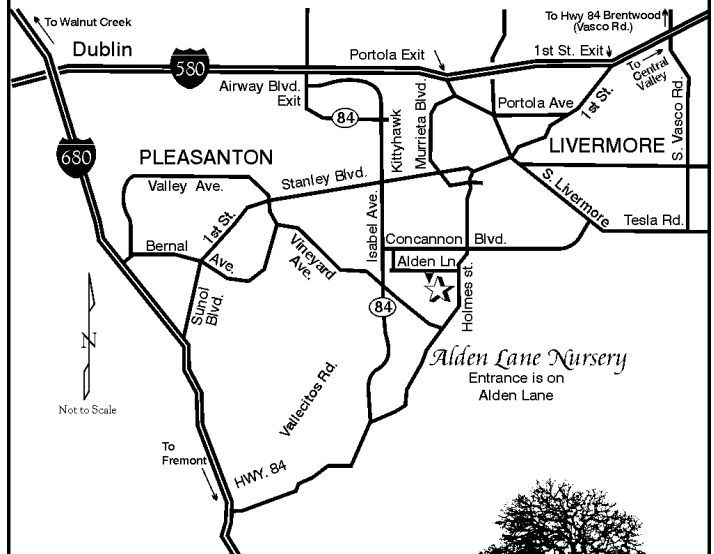 To Walnut Creek
To Hwy 84 Brentwood
(Vasco Rd.)
Dublin
580
Portola Exit
1st St. Exit
To
Central
Valley
Airway Blvd.
Exit
84
Kittyhawk
Murrieta Blvd.
Portola Ave
1st St.
S. Vasco Rd.
680
PLEASANTON
LIVERMORE
Valley Ave.
Stanley Blvd.
S. Livermore
1st St.
Isabel Ave.
Tesla Rd.
Bernal
Ave.
Vineyard
Ave.
Concannon Blvd.
Alden Ln
Sunol
Blvd.
84
Holmes st.
N
Not to Scale
Alden Lane Nursery
Entrance is on
Alden Lane
Vallecitos Rd.
To
Fremont
HWY. 84